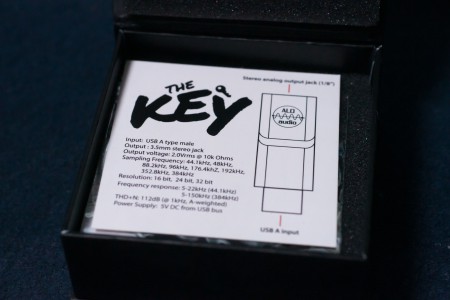 Stereo analog output jack (1/8")
THE
KEY
Input: USB A type male
Output : 3.5mm stereo jack
Output voltage: 2.0Vrms @ 10k Ohms
Sampling Frequency: 44.1kHz, 48kHz,
88.2kHz, 96kHz, 176.4khZ, 192kHz,
352.8kHz, 384kHz
Resolution: 16 bit, 24 bit, 32 bit
Frequency response: 5-22kHz (44.1kHz)
5-150kHz (384kHz)
THD+N: 112dB (@ 1kHz, A-weighted)
Power Supply: 5V DC from USB but
ALO
audio
USB A input